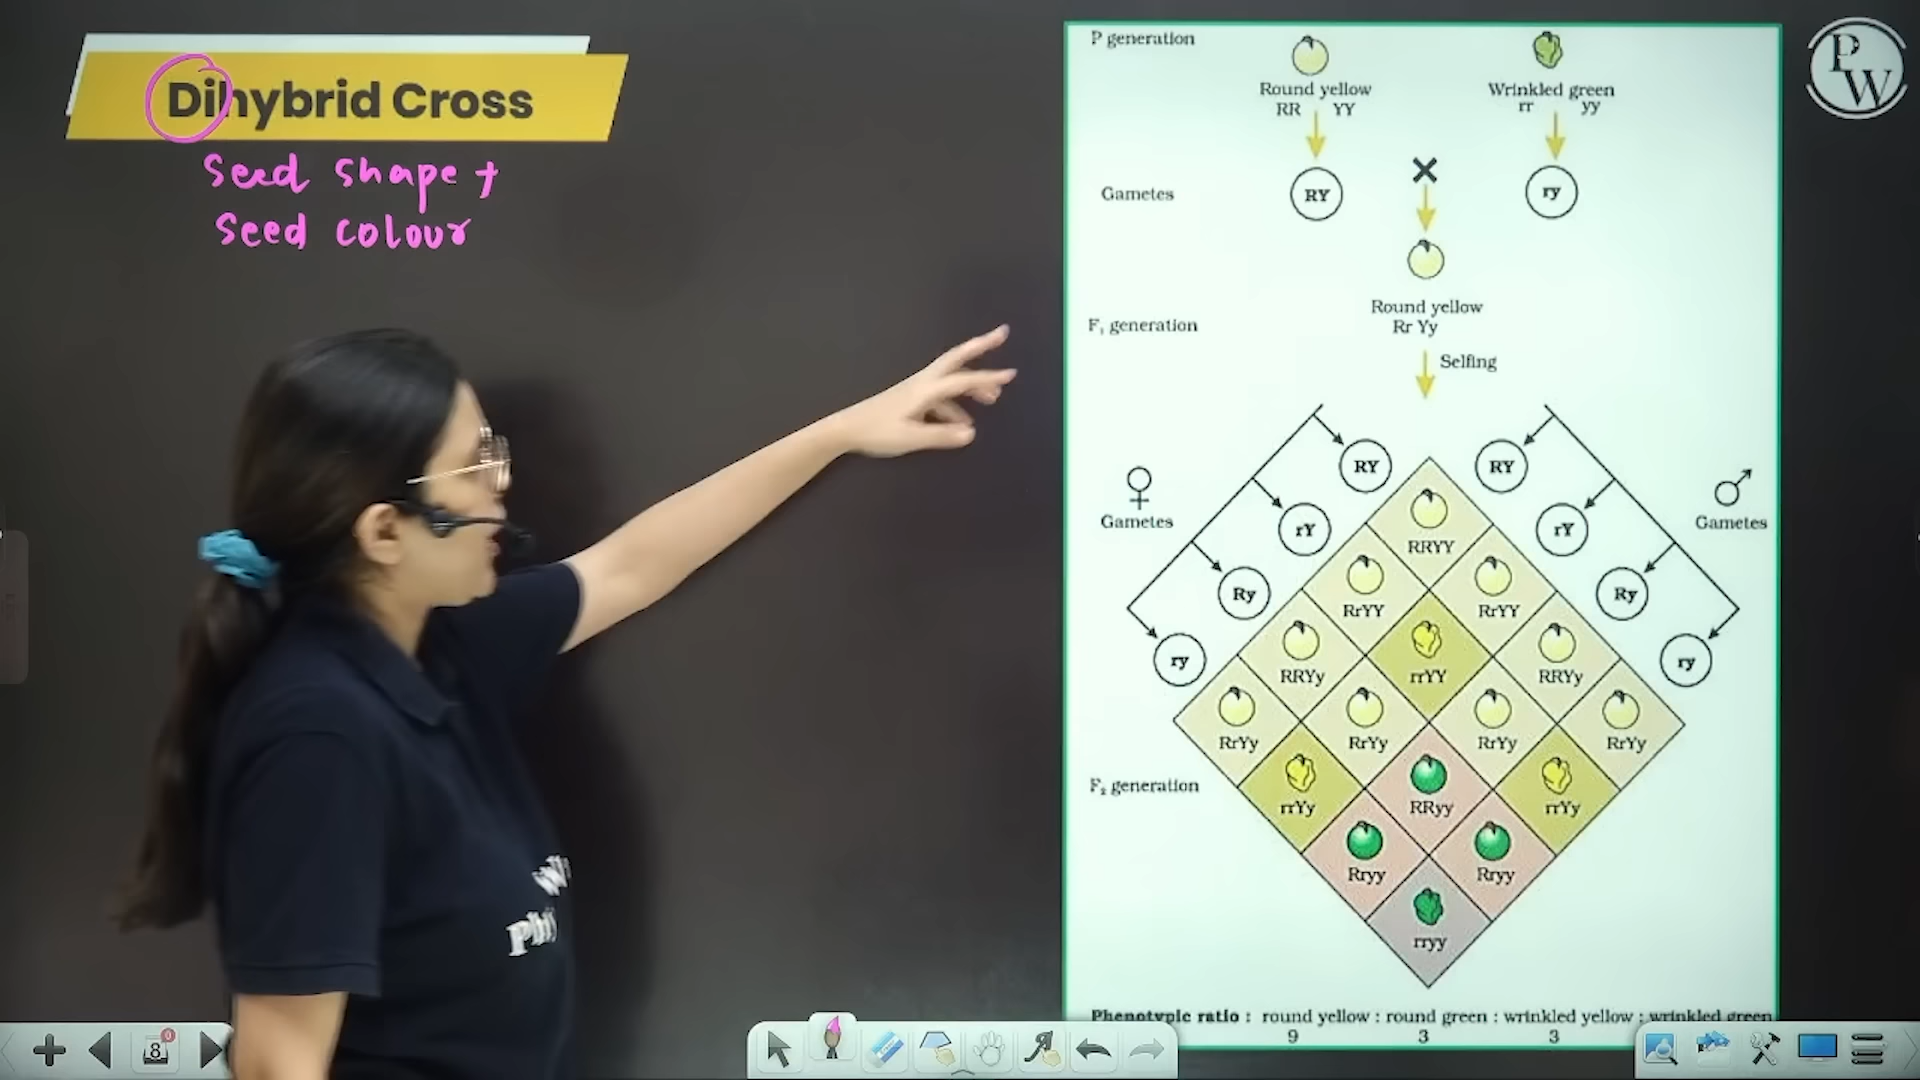 Dihybrid Cross
Seed shape +
Seed colour
PW
P generation
Round yellow
RR YY
Wrinkled green
rr yy
Gametes
RY
ry
F₁ generation
Round yellow
Rr Yy
Selfing
♀
Gametes
RY
rY
Ry
ry
♂
Gametes
RY
rY
Ry
ry
RRYY
RrYY RrYY
RRYy rrYY RRYy
RrYy RrYy RrYy RrYy
F₂ generation
rrYy RRyy rrYy
Rryy Rryy
rryy
Phenotypic ratio : round yellow : round green : wrinkled yellow : wrinkled green
9 3 3
8